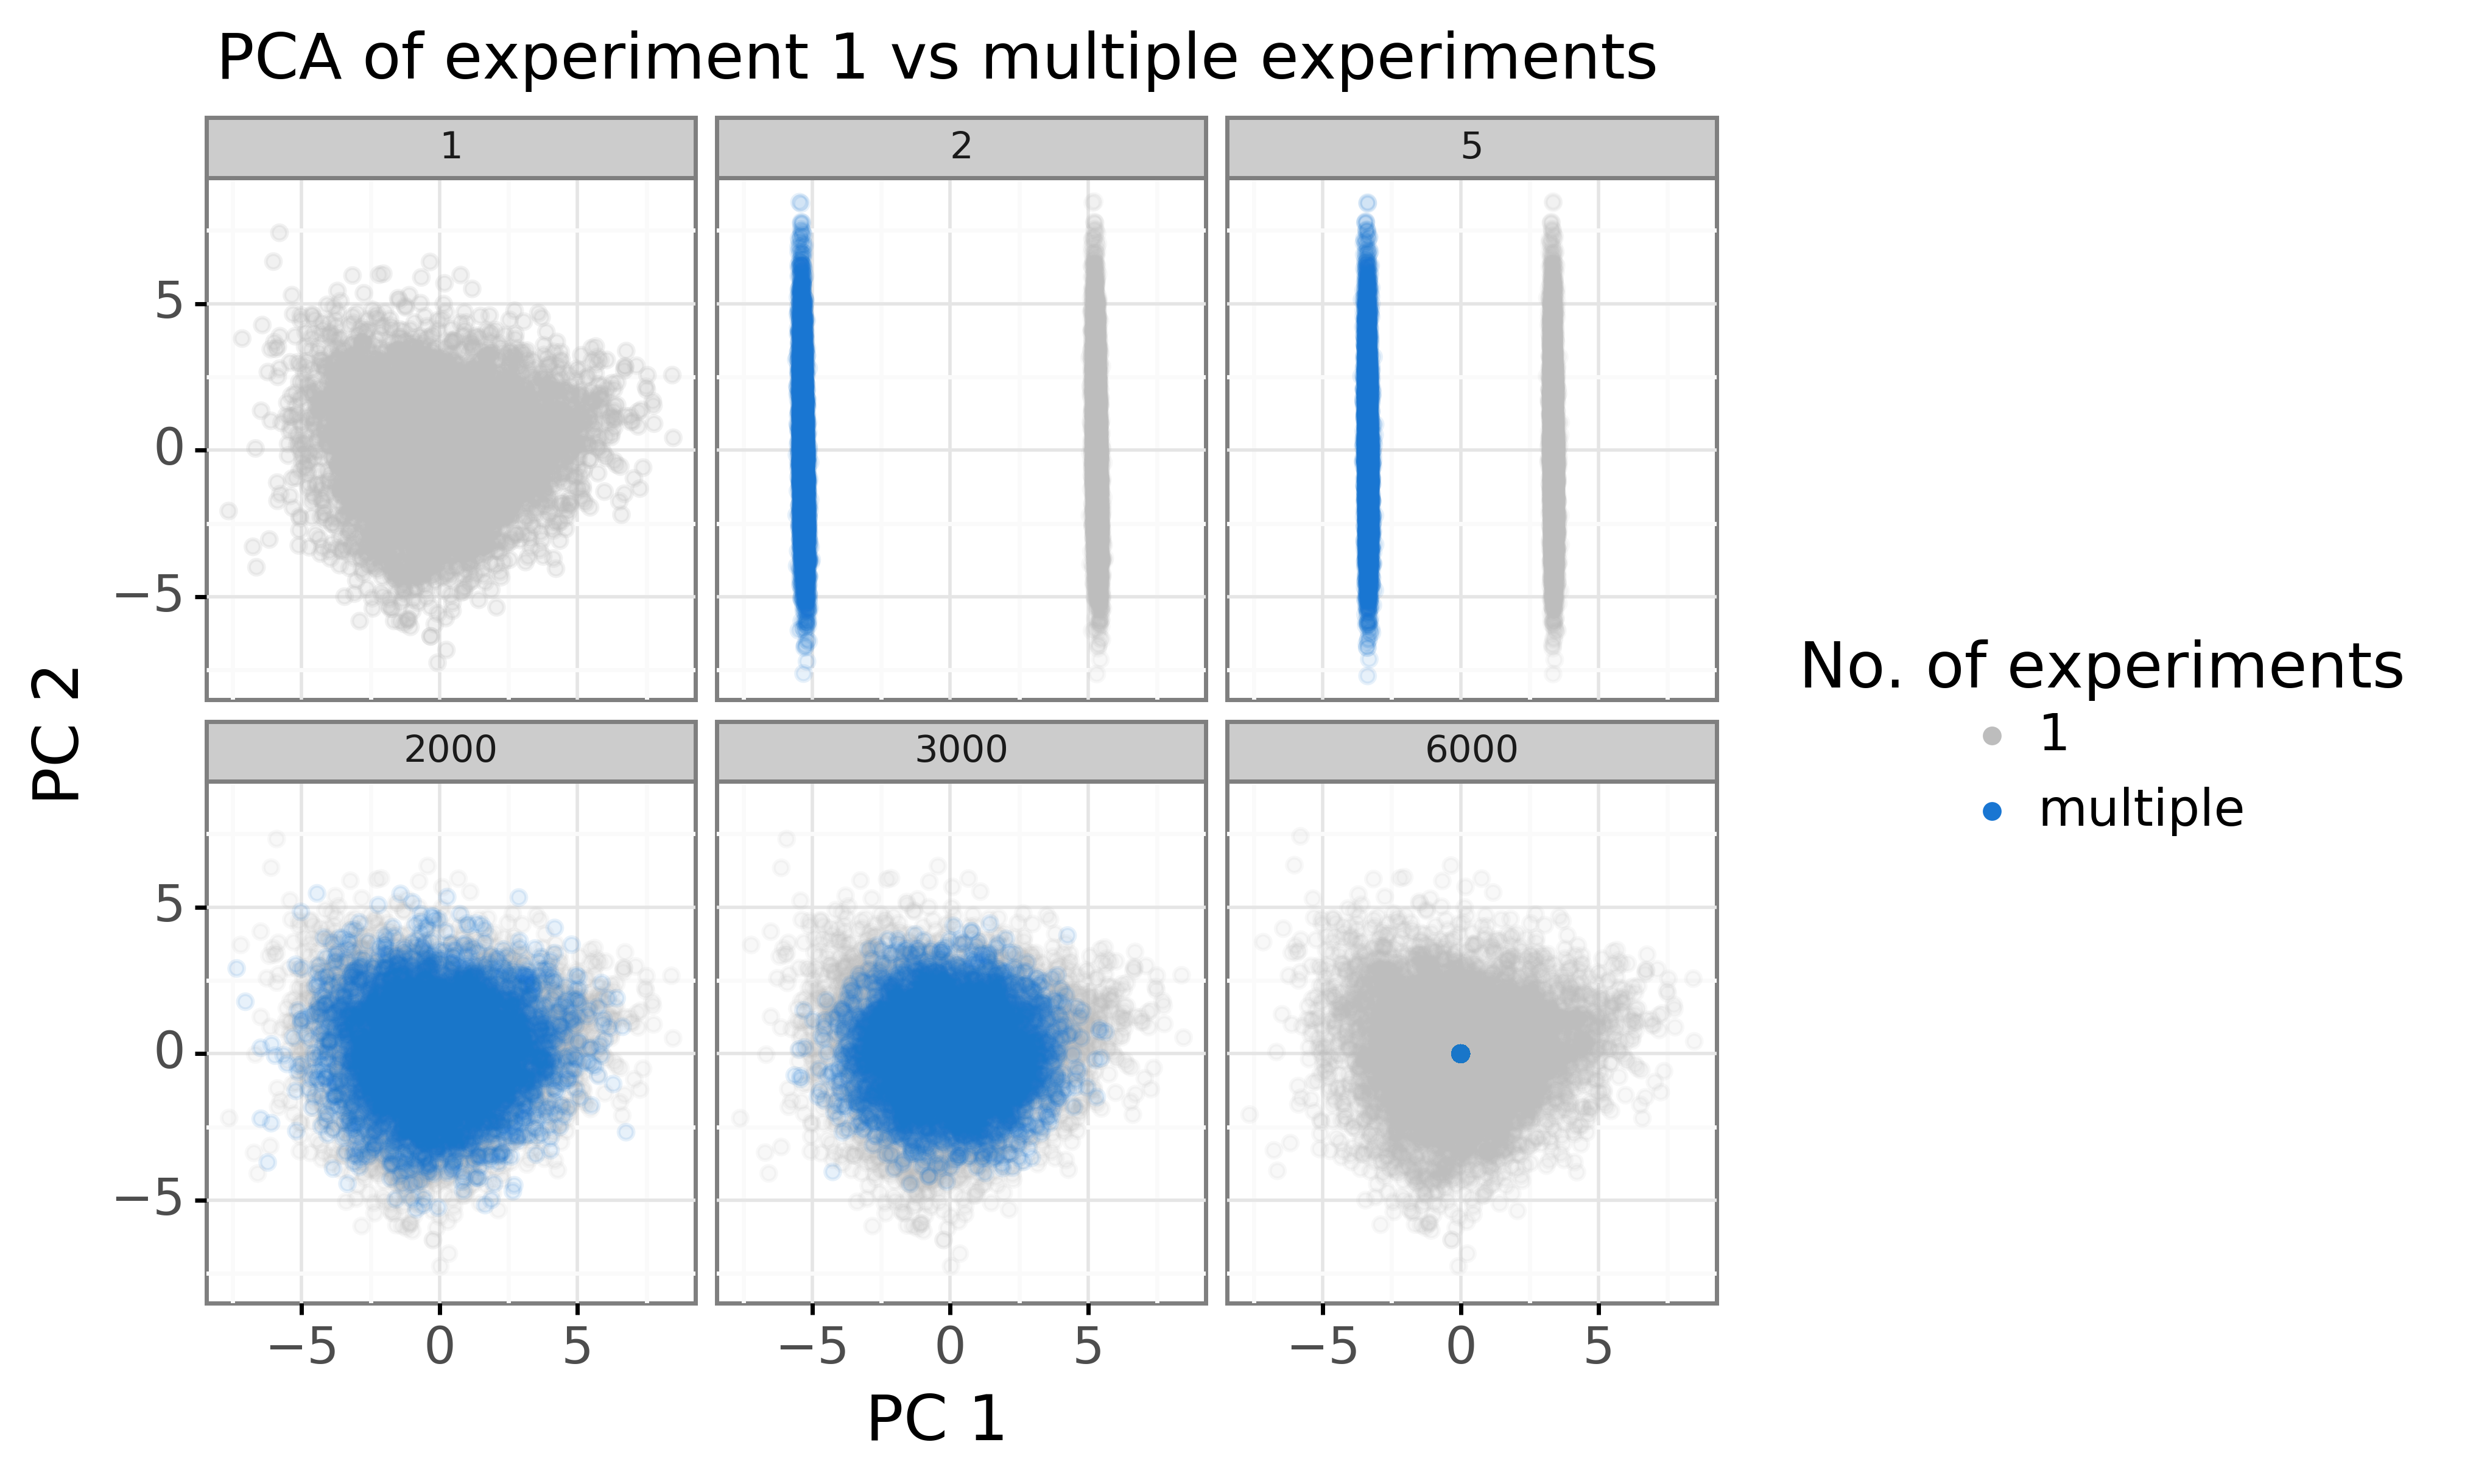 PCA of experiment 1 vs multiple experiments
1 2 5
5
0
−5
2000 3000 6000
5
0
−5
−5 0 5 −5 0 5 −5 0 5
PC 1
PC 2
No. of experiments
1
multiple